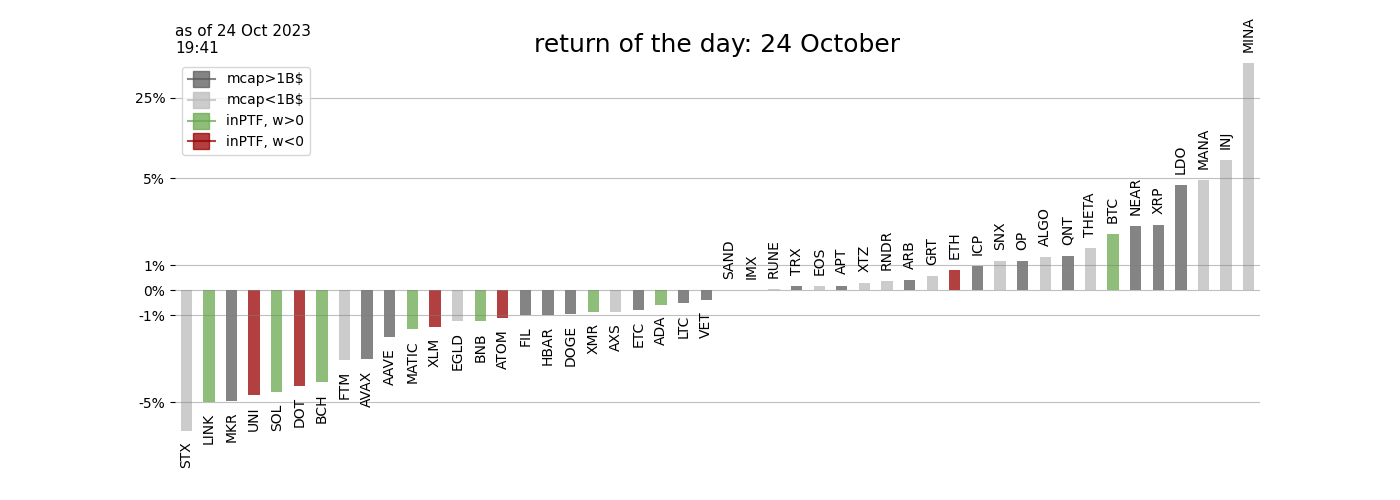 as of 24 Oct 2023
19:41
return of the day: 24 October
mcap>1B$
mcap<1B$
inPTF, w>0
inPTF, w<0
25%
5%
1%
0%
-1%
-5%
STX
LINK
MKR
UNI
SOL
DOT
BCH
FTM
AVAX
AAVE
MATIC
XLM
EGLD
BNB
ATOM
FIL
HBAR
DOGE
XMR
AXS
ETC
ADA
LTC
VET
SAND
IMX
RUNE
TRX
EOS
APT
XTZ
RNDR
ARB
GRT
ETH
ICP
SNX
OP
ALGO
QNT
THETA
BTC
NEAR
XRP
LDO
MANA
INJ
MINA